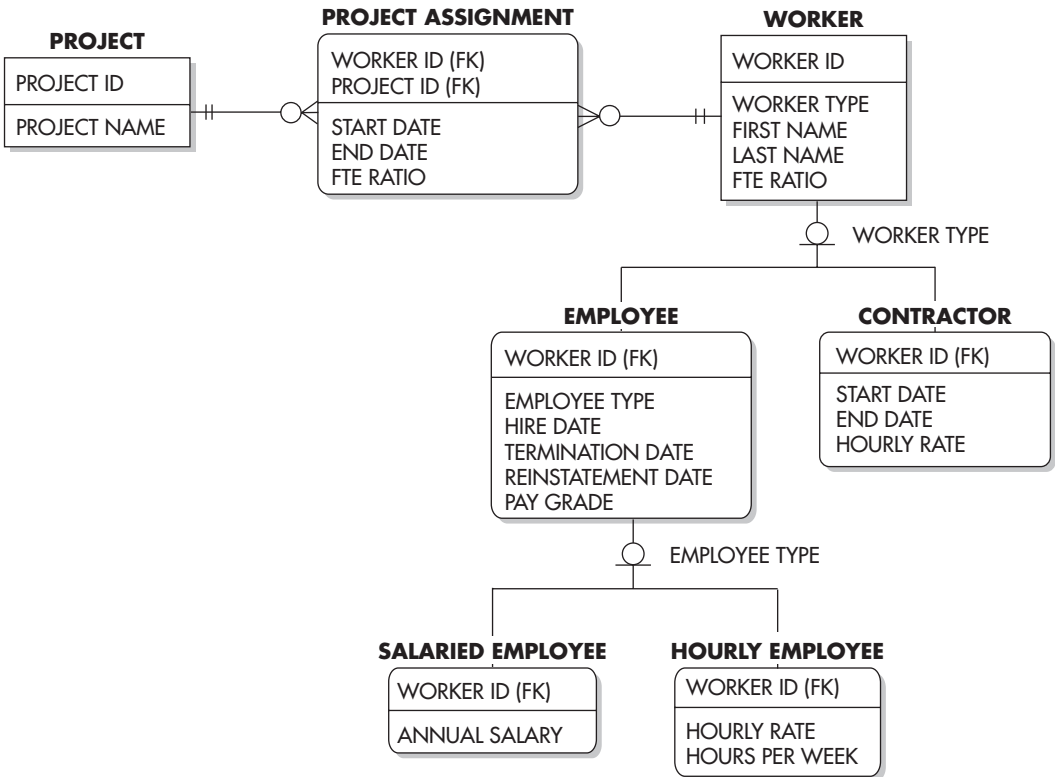 PROJECT
PROJECT ID
PROJECT NAME
PROJECT ASSIGNMENT
WORKER ID (FK)
PROJECT ID (FK)
START DATE
END DATE
FTE RATIO
WORKER
WORKER ID
WORKER TYPE
FIRST NAME
LAST NAME
FTE RATIO
WORKER TYPE
EMPLOYEE
WORKER ID (FK)
EMPLOYEE TYPE
HIRE DATE
TERMINATION DATE
REINSTATEMENT DATE
PAY GRADE
CONTRACTOR
WORKER ID (FK)
START DATE
END DATE
HOURLY RATE
EMPLOYEE TYPE
SALARIED EMPLOYEE
WORKER ID (FK)
ANNUAL SALARY
HOURLY EMPLOYEE
WORKER ID (FK)
HOURLY RATE
HOURS PER WEEK